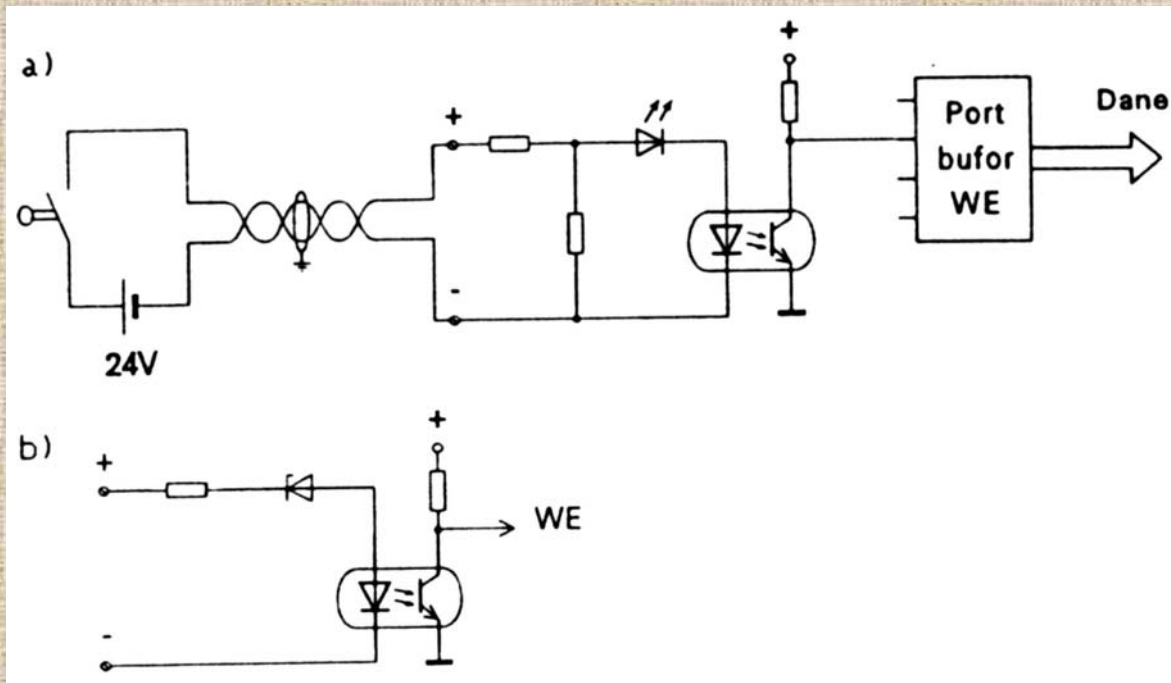 a)
+
Port
bufor
WE
Dane
+
-
24V
b)
+
+
WE
-